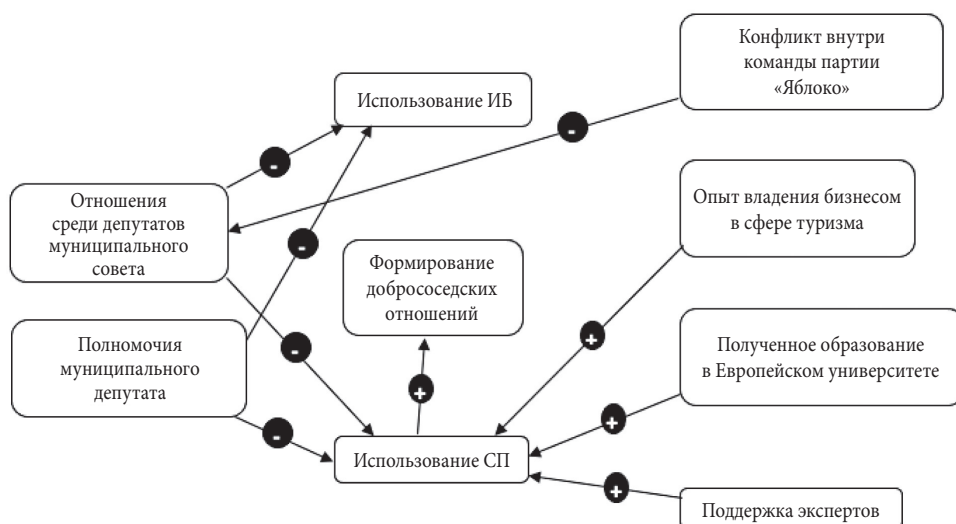 Конфликт внутри
команды партии
«Яблоко»
Использование ИБ
-
-
Отношения
среди депутатов
муниципального
совета
Опыт владения бизнесом
в сфере туризма
-
Формирование
добрососедских
отношений
Полномочия
муниципального
депутата
-
+
Полученное образование
в Европейском университете
+
-
+
Использование СП
+
Поддержка экспертов